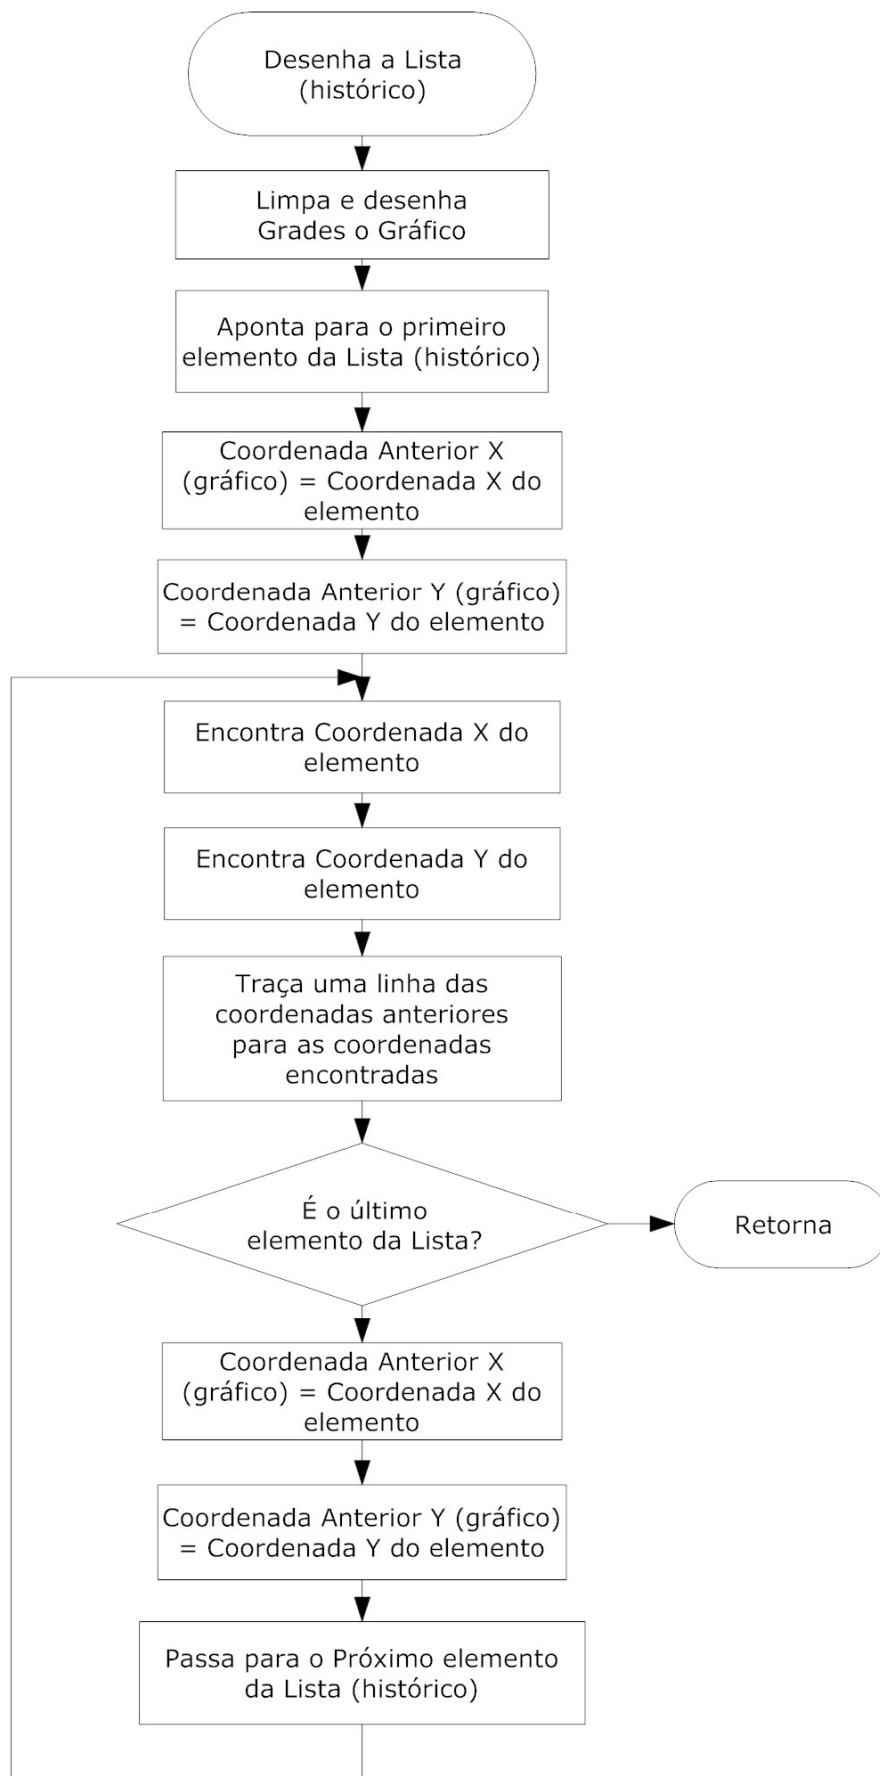 Desenha a Lista
(histórico)
Limpa e desenha
Grades o Gráfico
Aponta para o primeiro
elemento da Lista (histórico)
Coordenada Anterior X
(gráfico) = Coordenada X do
elemento
Coordenada Anterior Y (gráfico)
= Coordenada Y do elemento
Encontra Coordenada X do
elemento
Encontra Coordenada Y do
elemento
Traça uma linha das
coordenadas anteriores
para as coordenadas
encontradas
É o último
elemento da Lista?
Retorna
Coordenada Anterior X
(gráfico) = Coordenada X do
elemento
Coordenada Anterior Y (gráfico)
= Coordenada Y do elemento
Passa para o Próximo elemento
da Lista (histórico)